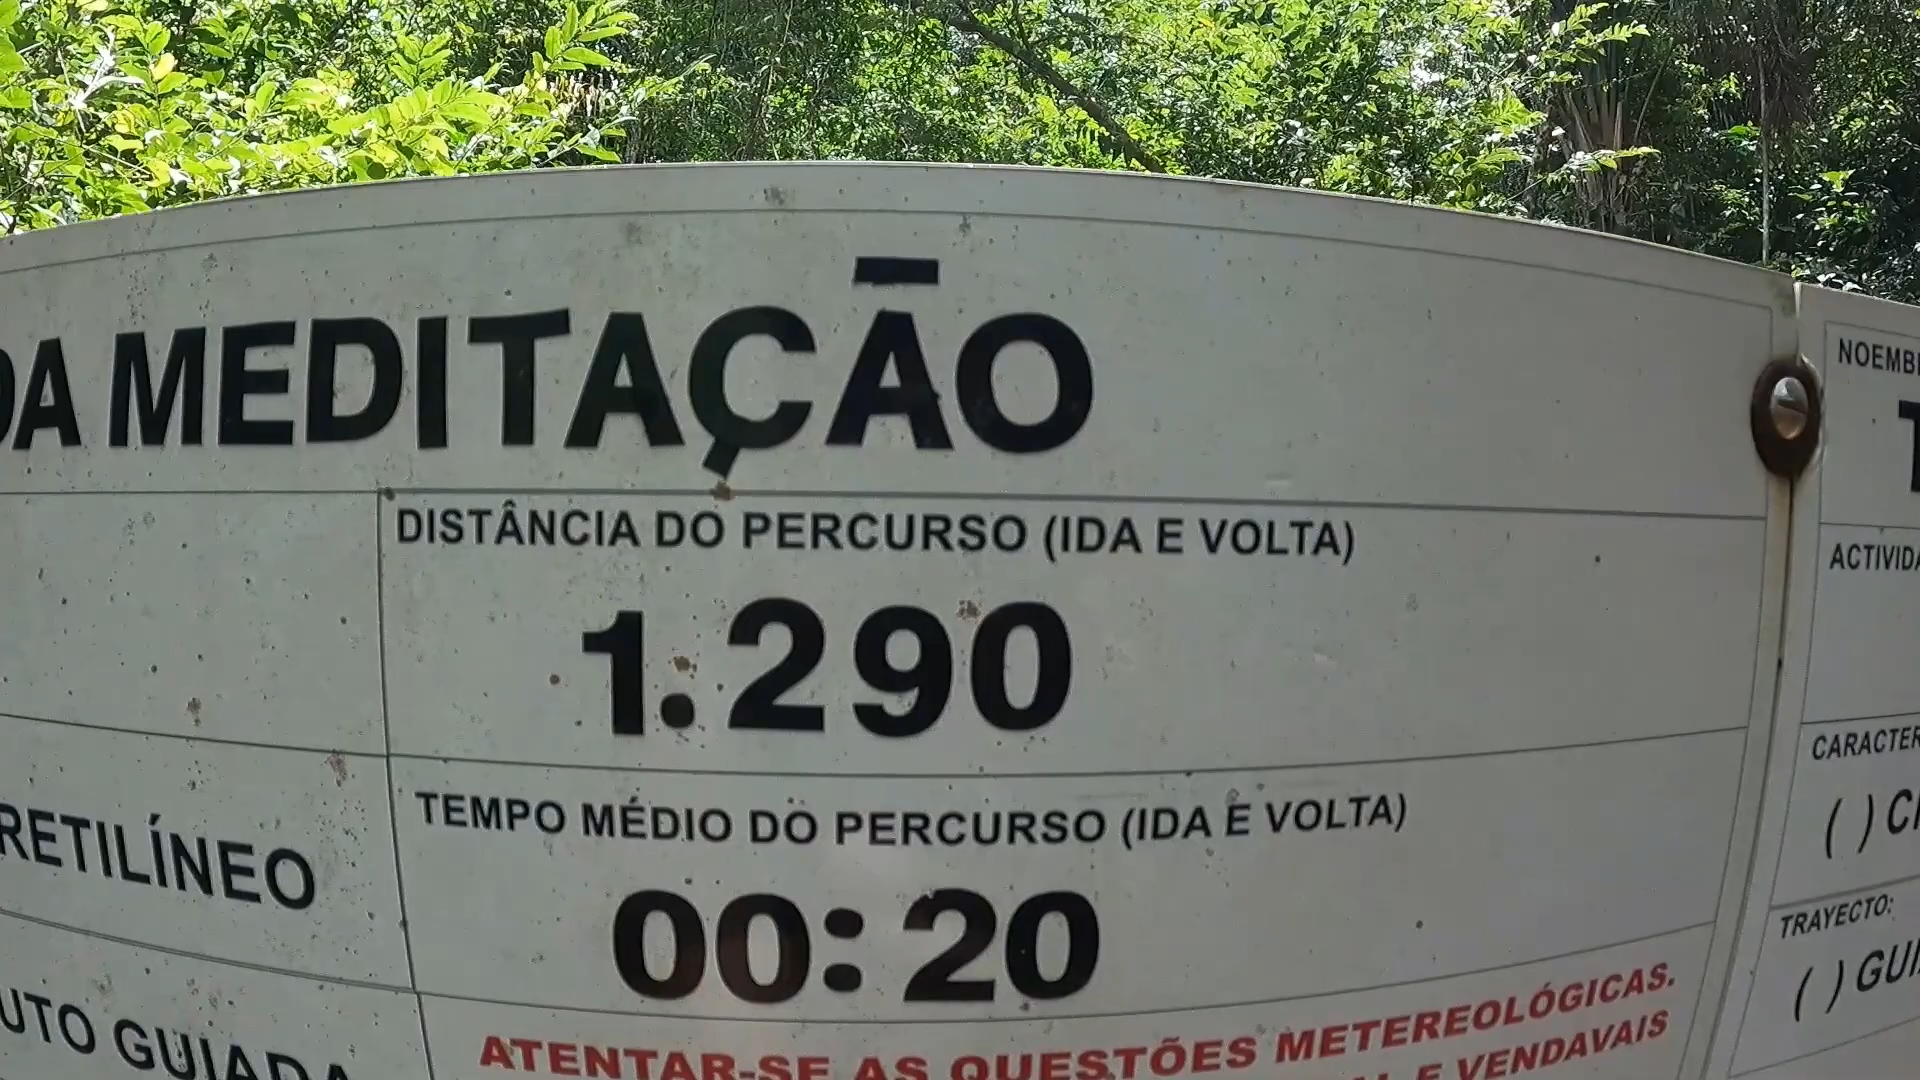 DA MEDITAÇÃO
DISTÂNCIA DO PERCURSO (IDA E VOLTA)
1.290
RETILÍNEO
TEMPO MÉDIO DO PERCURSO (IDA E VOLTA)
00:20
UTO GUIADA
ATENTAR-SE AS QUESTÕES METEREOLÓGICAS.
E VENDAVAIS
NOEMB
T
ACTIVIDA
CARACTER
( ) CI
TRAYECTO:
( ) GUI